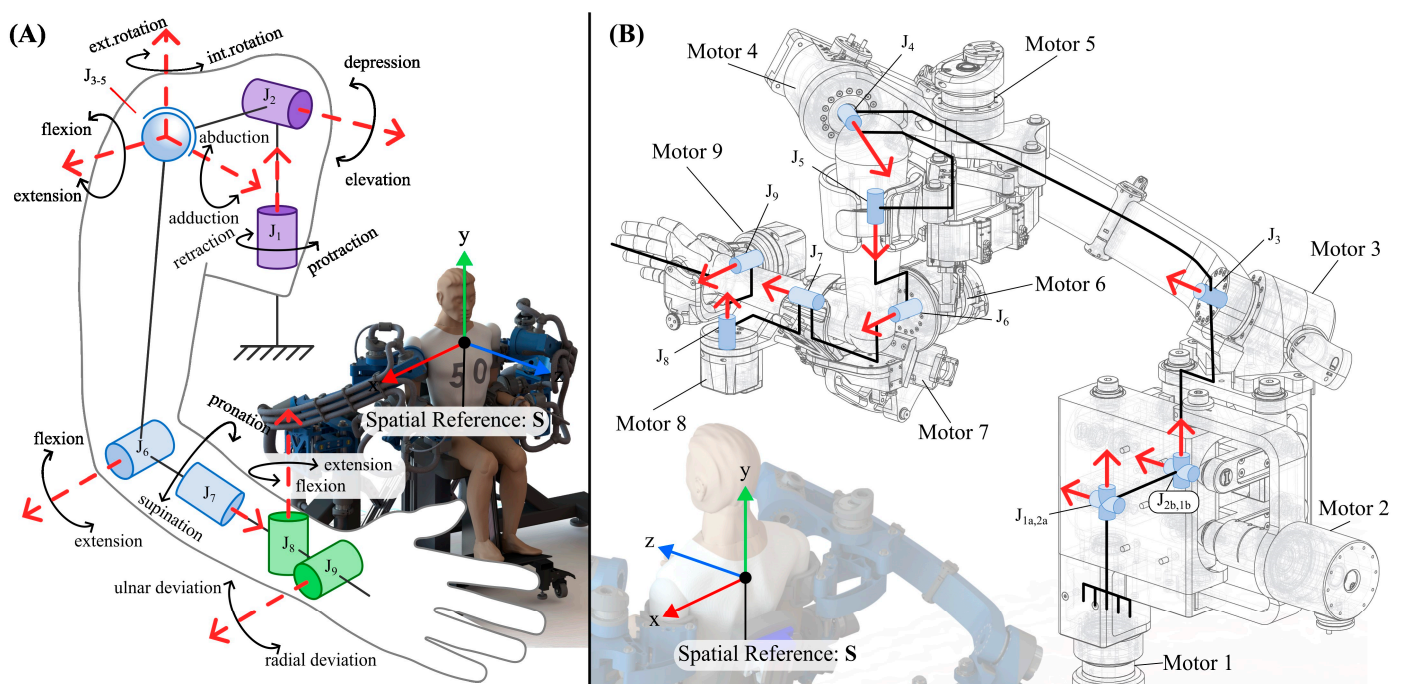 (A)
ext.rotation
int.rotation
J3-5
J2
depression
flexion
abduction
extension
elevation
adduction
J1
retraction
protraction
y
50
x
z
Spatial Reference: S
pronation
flexion
J6
extension
flexion
J7
supination
extension
J8
J9
ulnar deviation
radial deviation
(B)
J4
Motor 5
Motor 4
Motor 9
J5
J9
J7
J3
Motor 3
Motor 6
J6
J8
Motor 8
Motor 7
y
J2b,1b
J1a,2a
Motor 2
z
x
Spatial Reference: S
Motor 1